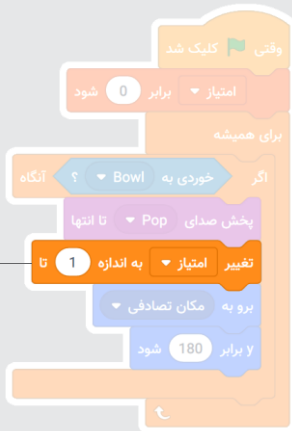 وقتی کلیک شد
امتیاز برابر 0 شود
برای همیشه
اگر خوردی به Bowl ؟ آنگاه
پخش صدای Pop تا انتها
تغییر امتیاز به اندازه 1 تا
برو به مکان تصادفی
y برابر 180 شود